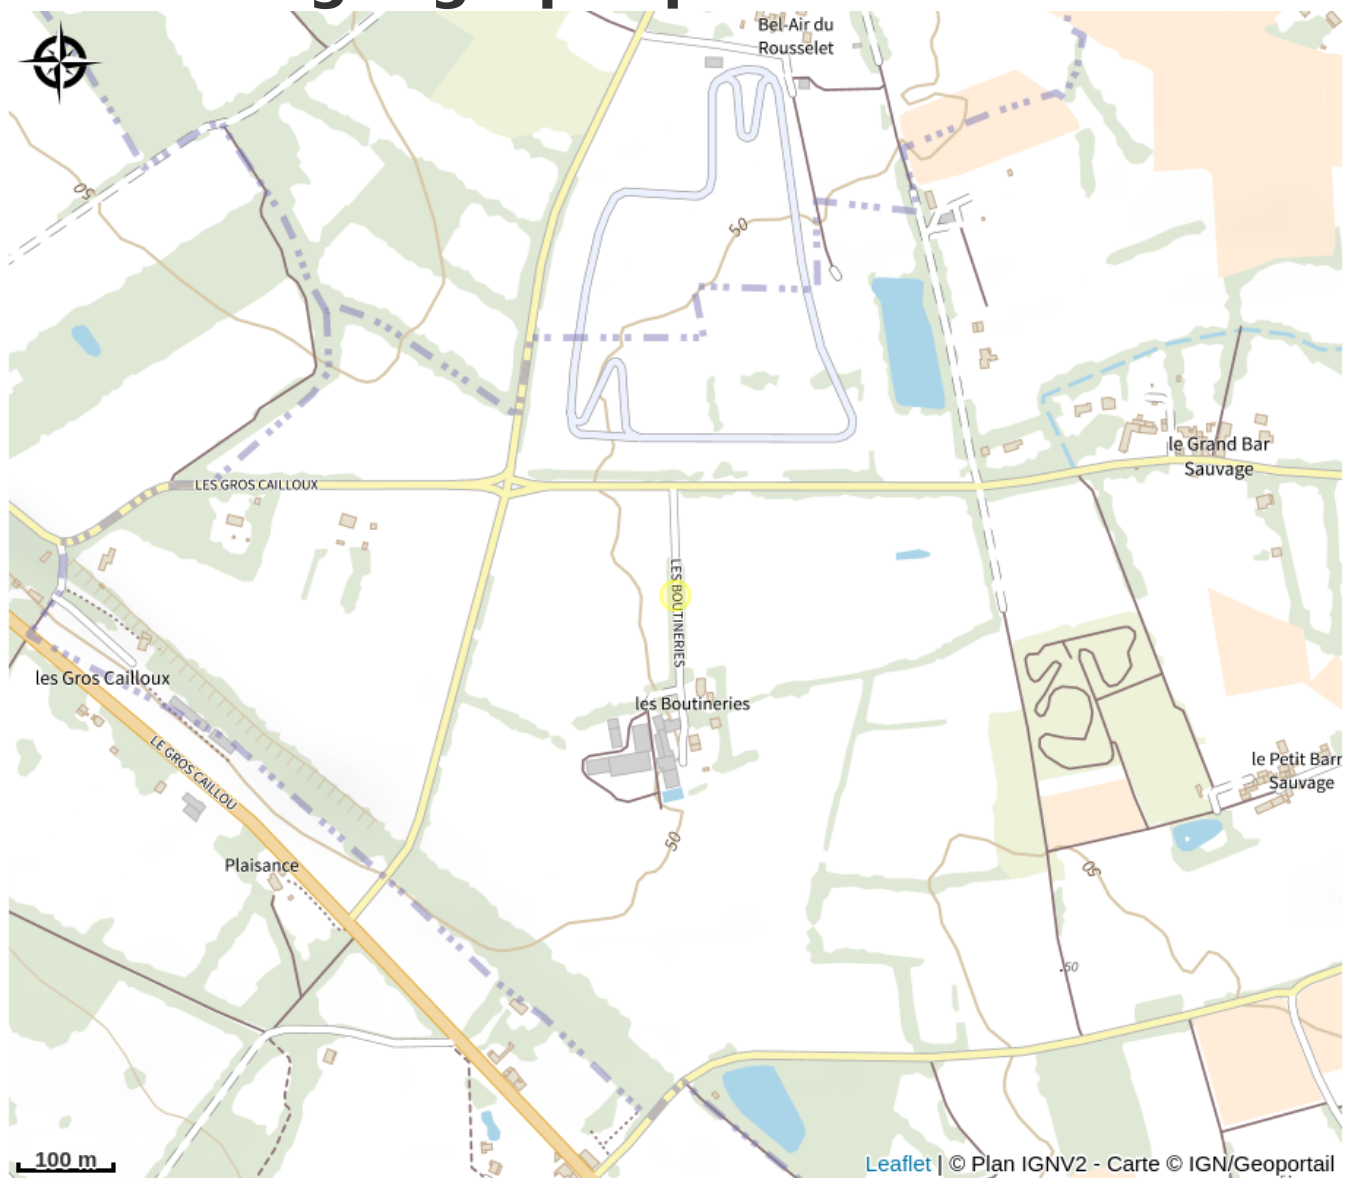 Bel-Air du
Rousselet
50
50
le Grand Bar
Sauvage
LES GROS CAILLOUX
LES BOUTINERIES
les Gros Cailloux
les Boutineries
LE GROS CAILLOU
le Petit Barr
Sauvage
50
Plaisance
50
.50
100 m
Leaflet | © Plan IGNV2 - Carte © IGN/Geoportail